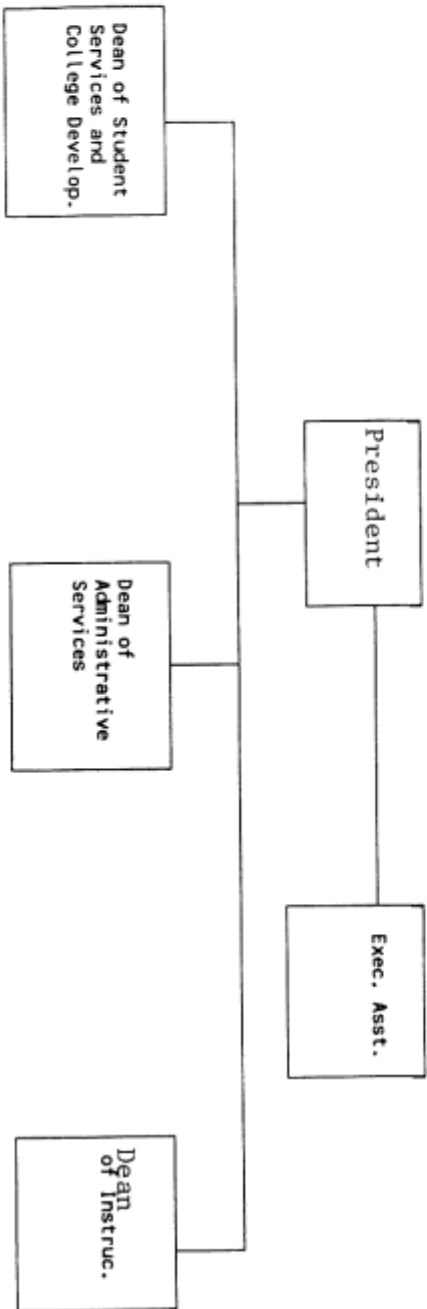 President
Exec. Asst.
Dean of Student
Services and
College Develop.
Dean of
Administrative
Services
Dean
of Instruc.